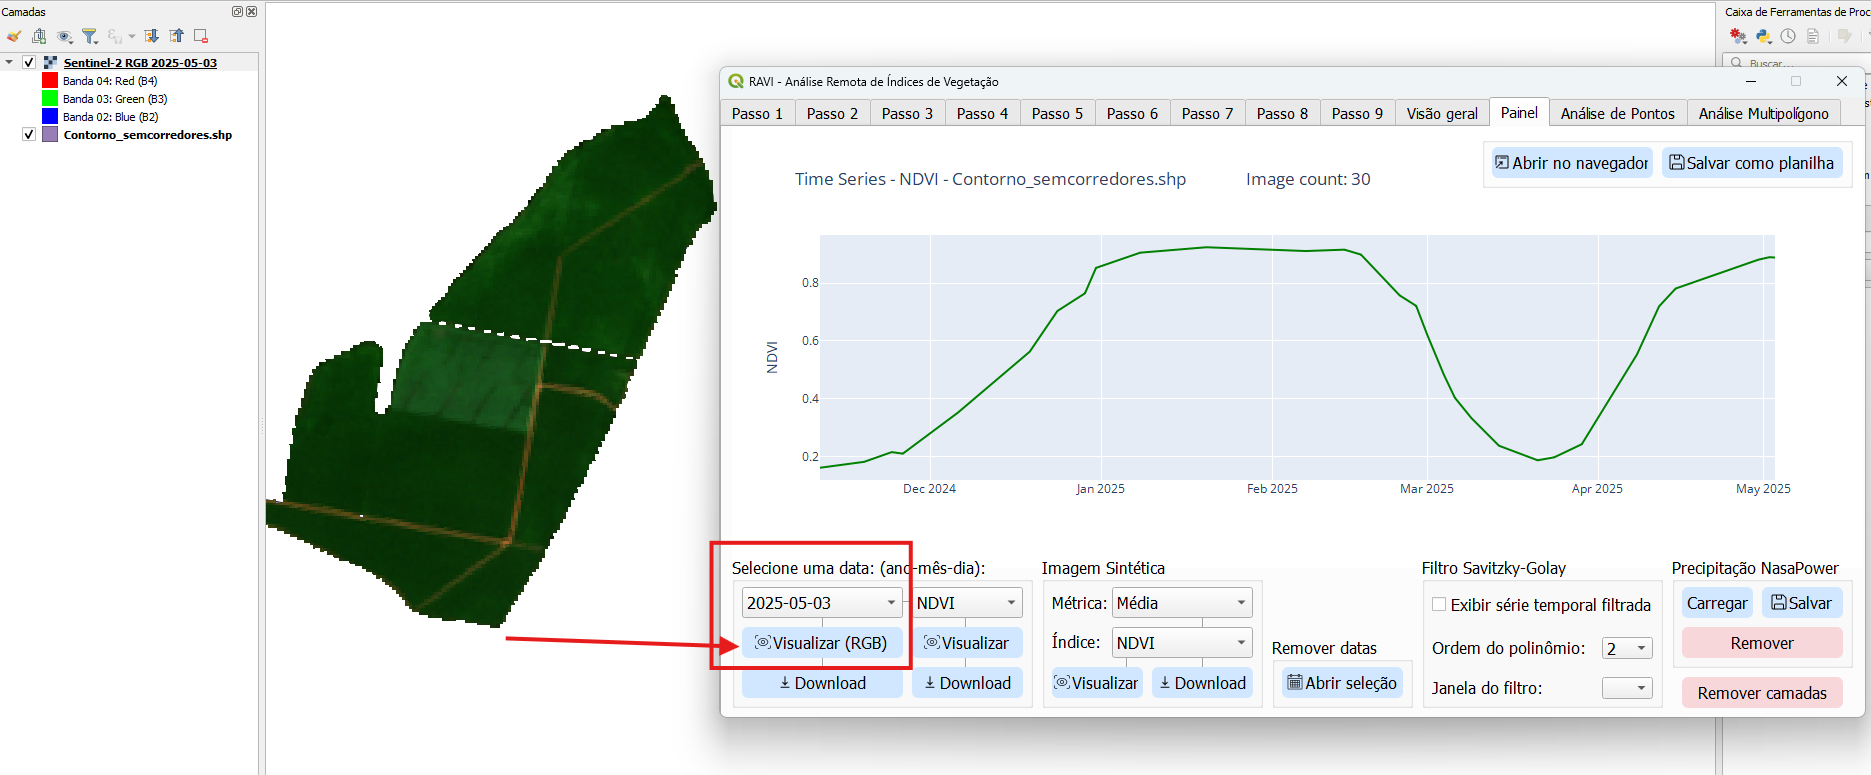 Camadas
Sentinel-2 RGB 2025-05-03
Banda 04: Red (B4)
Banda 03: Green (B3)
Banda 02: Blue (B2)
Contorno_semcorredores.shp
Caixa de Ferramentas de Proc
Buscar...
RAVI - Análise Remota de Índices de Vegetação
Passo 1 Passo 2 Passo 3 Passo 4 Passo 5 Passo 6 Passo 7 Passo 8 Passo 9 Visão geral Painel Análise de Pontos Análise Multipolígono
Abrir no navegador Salvar como planilha
Time Series - NDVI - Contorno_semcorredores.shp Image count: 30
NDVI
0.8
0.6
0.4
0.2
Dec 2024 Jan 2025 Feb 2025 Mar 2025 Apr 2025 May 2025
Selecione uma data: (ano-mês-dia):
2025-05-03 NDVI
Visualizar (RGB) Visualizar
Download Download
Imagem Sintética
Métrica: Média
Índice: NDVI
Visualizar Download
Remover datas
Abrir seleção
Filtro Savitzky-Golay
Exibir série temporal filtrada
Ordem do polinômio: 2
Janela do filtro:
Precipitação NasaPower
Carregar Salvar
Remover
Remover camadas